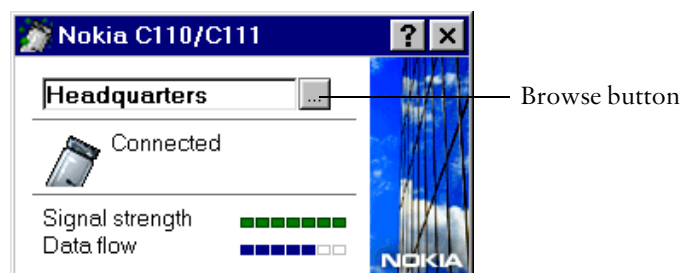 Nokia C110/C111 ? ×
Headquarters ... Browse button
Connected
Signal strength
Data flow
NOKIA